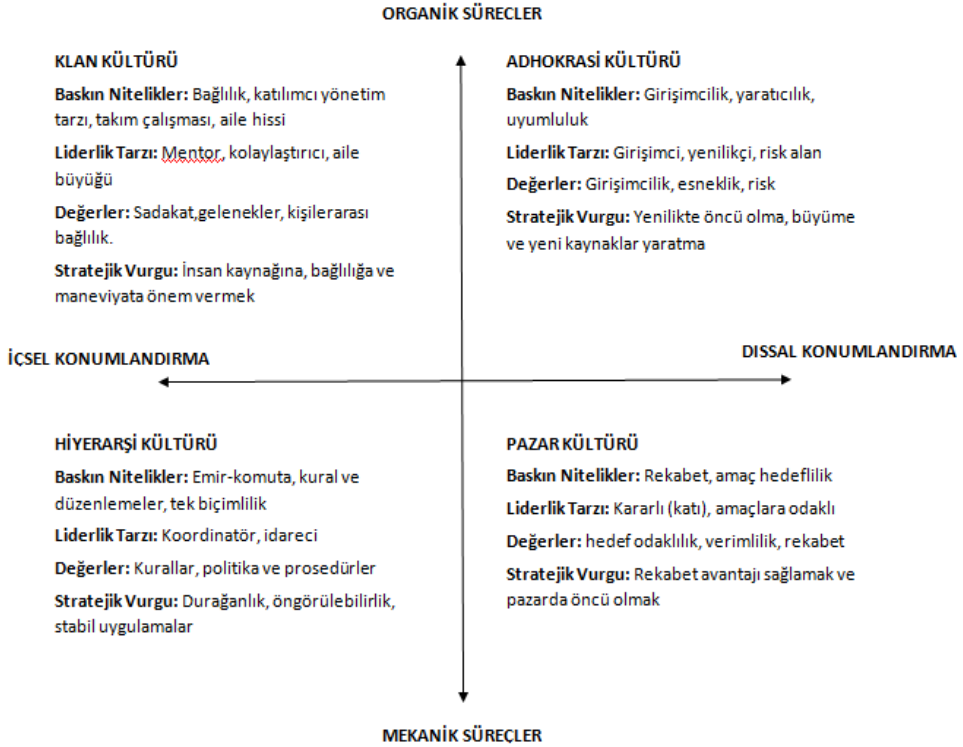 ORGANİK SÜREÇLER
KLAN KÜLTÜRÜ
Baskın Nitelikler: Bağlılık, katılımcı yönetim
tarzı, takım çalışması, aile hissi
Liderlik Tarzı: Mentor, kolaylaştırıcı, aile
büyüğü
Değerler: Sadakat,gelenekler, kişilerarası
bağlılık.
Stratejik Vurgu: İnsan kaynağına, bağlılığa ve
maneviyata önem vermek
ADHOKRASİ KÜLTÜRÜ
Baskın Nitelikler: Girişimcilik, yaratıcılık,
uyumluluk
Liderlik Tarzı: Girişimci, yenilikçi, risk alan
Değerler: Girişimcilik, esneklik, risk
Stratejik Vurgu: Yenilikte öncü olma, büyüme
ve yeni kaynaklar yaratma
İÇSEL KONUMLANDIRMA
DISSAL KONUMLANDIRMA
HİYERARŞİ KÜLTÜRÜ
Baskın Nitelikler: Emir-komuta, kural ve
düzenlemeler, tek biçimlilik
Liderlik Tarzı: Koordinatör, idareci
Değerler: Kurallar, politika ve prosedürler
Stratejik Vurgu: Durağanlık, öngörülebilirlik,
stabil uygulamalar
PAZAR KÜLTÜRÜ
Baskın Nitelikler: Rekabet, amaç hedeflilik
Liderlik Tarzı: Kararlı (katı), amaçlara odaklı
Değerler: hedef odaklılık, verimlilik, rekabet
Stratejik Vurgu: Rekabet avantajı sağlamak ve
pazarda öncü olmak
MEKANİK SÜREÇLER